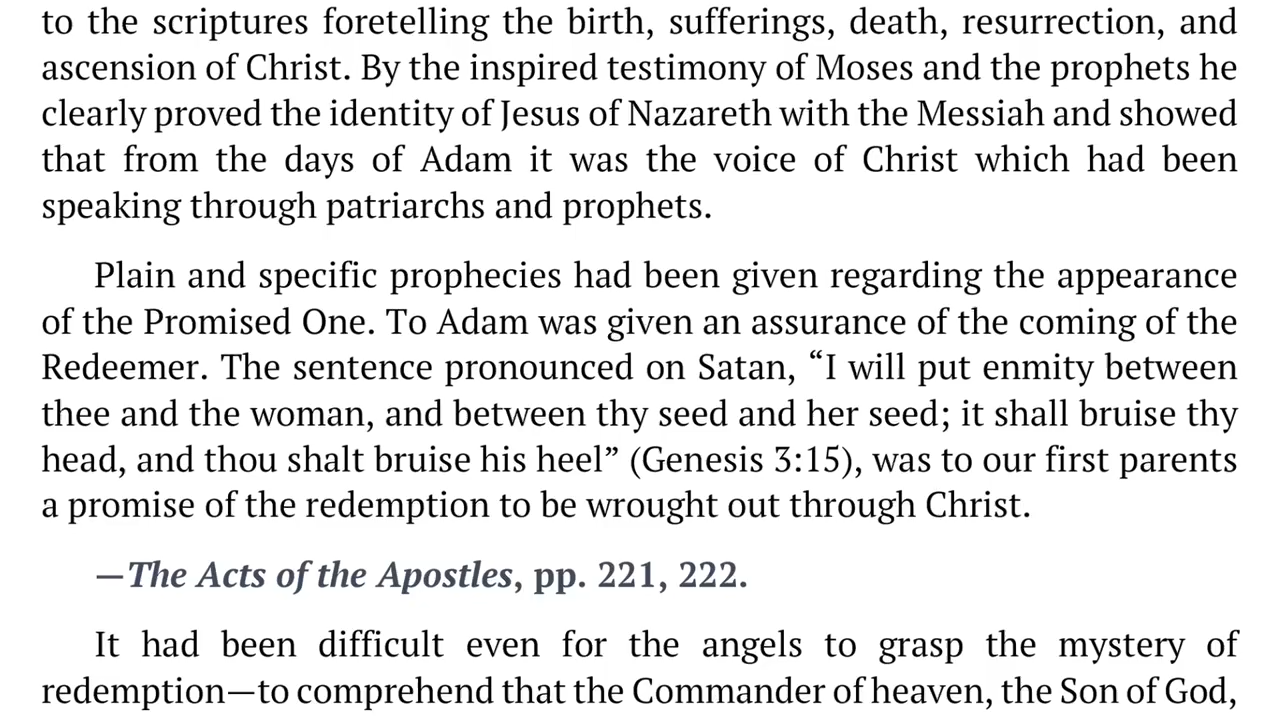 to the scriptures foretelling the birth, sufferings, death, resurrection, and
ascension of Christ. By the inspired testimony of Moses and the prophets he
clearly proved the identity of Jesus of Nazareth with the Messiah and showed
that from the days of Adam it was the voice of Christ which had been
speaking through patriarchs and prophets.
Plain and specific prophecies had been given regarding the appearance
of the Promised One. To Adam was given an assurance of the coming of the
Redeemer. The sentence pronounced on Satan, “I will put enmity between
thee and the woman, and between thy seed and her seed; it shall bruise thy
head, and thou shalt bruise his heel” (Genesis 3:15), was to our first parents
a promise of the redemption to be wrought out through Christ.
—The Acts of the Apostles, pp. 221, 222.
It had been difficult even for the angels to grasp the mystery of
redemption—to comprehend that the Commander of heaven, the Son of God,